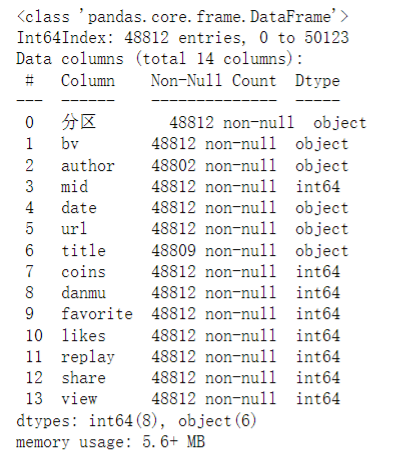 <class 'pandas.core.frame.DataFrame'>
Int64Index: 48812 entries, 0 to 50123
Data columns (total 14 columns):
 #   Column    Non-Null Count  Dtype
---  ------    --------------  -----
 0   分区        48812 non-null  object
 1   bv        48812 non-null  object
 2   author    48802 non-null  object
 3   mid       48812 non-null  int64
 4   date      48812 non-null  object
 5   url       48812 non-null  object
 6   title     48809 non-null  object
 7   coins     48812 non-null  int64
 8   danmu     48812 non-null  int64
 9   favorite  48812 non-null  int64
 10  likes     48812 non-null  int64
 11  replay    48812 non-null  int64
 12  share     48812 non-null  int64
 13  view      48812 non-null  int64
dtypes: int64(8), object(6)
memory usage: 5.6+ MB